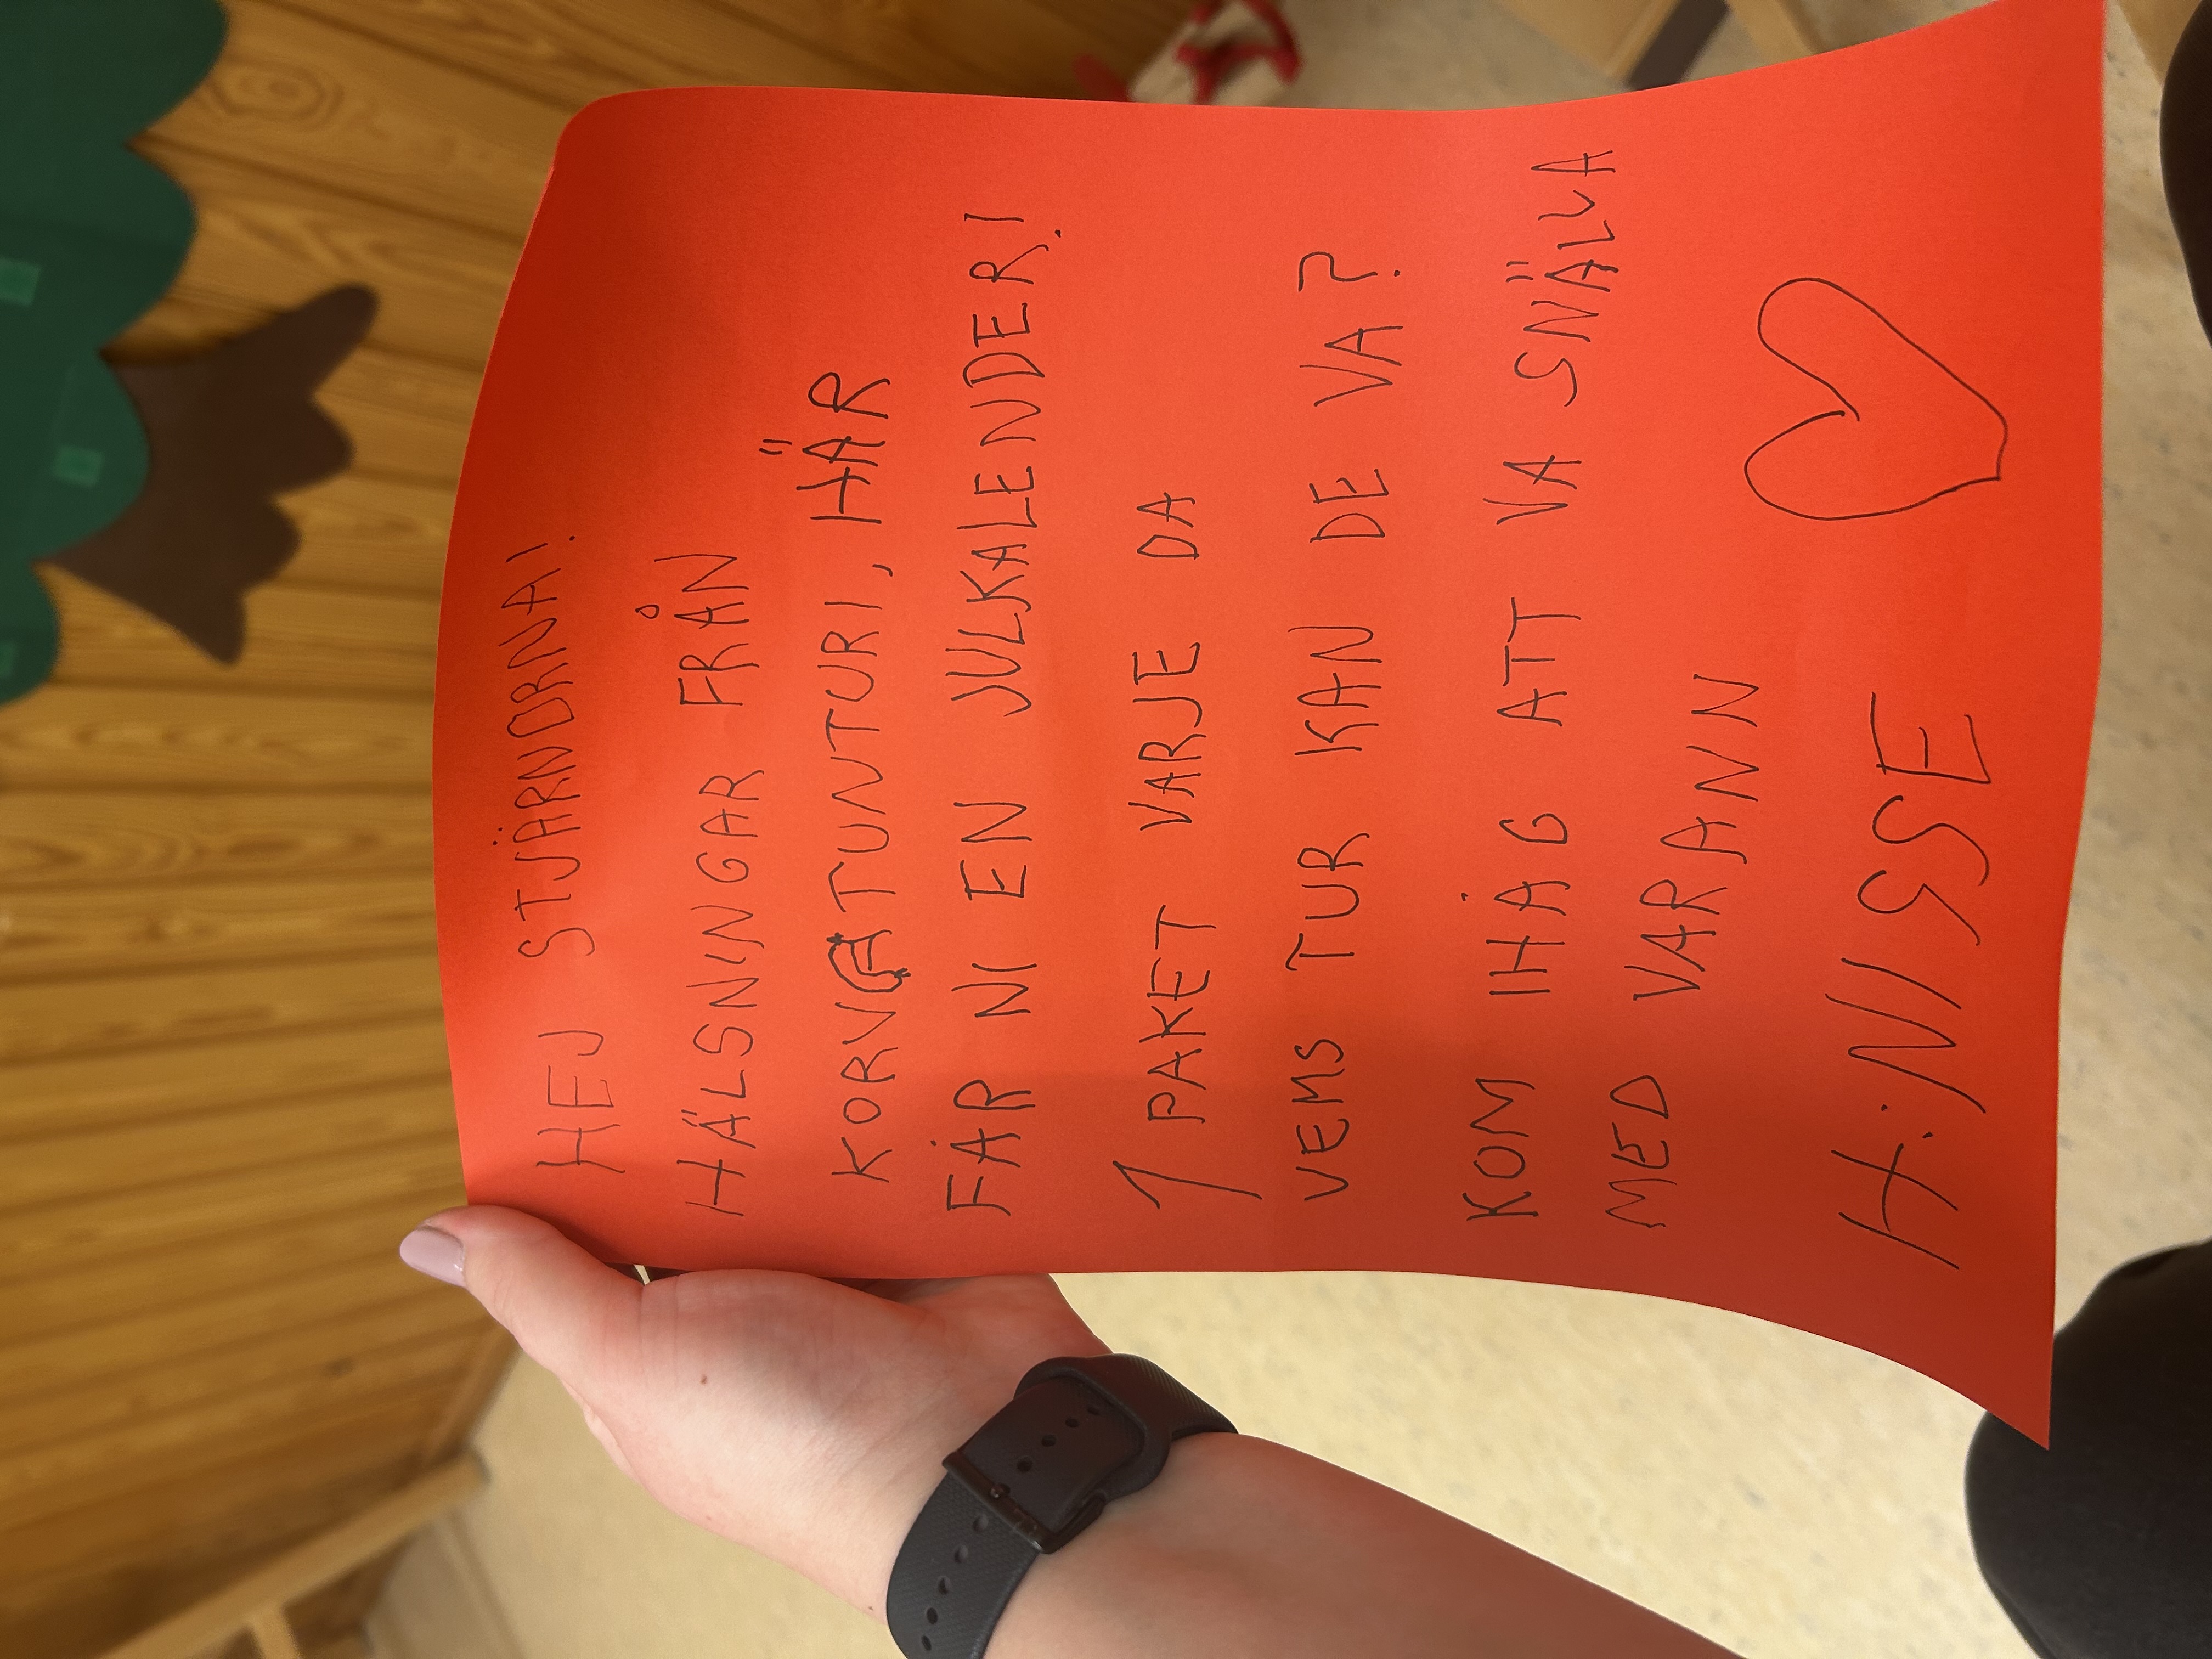 HEJ STJÄRNORNA!
HÄLSNINGAR FRÅN
KORVATUNTURI, HÄR
FÅR NI EN JULKALENDER!
1 PAKET VARJE DA
VEMS TUR KAN DE VA?
KOM IHÅG ATT VA SNÄLVA
MED VARANN
H: NISSE